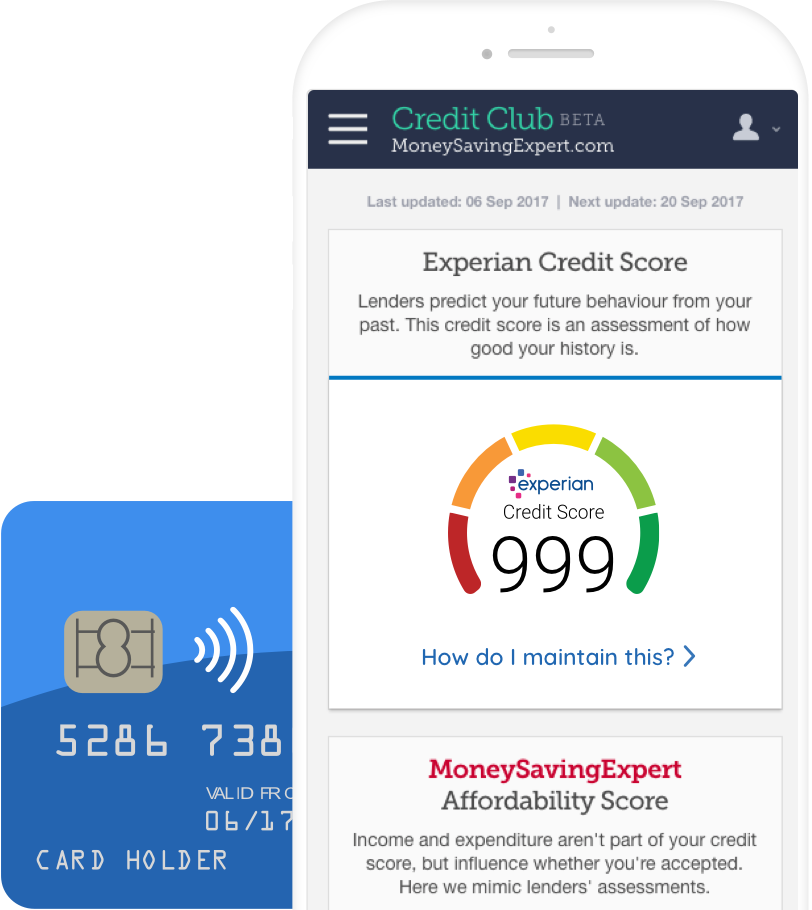 Credit Club BETA
MoneySavingExpert.com
Last updated: 06 Sep 2017 | Next update: 20 Sep 2017
Experian Credit Score
Lenders predict your future behaviour from your
past. This credit score is an assessment of how
good your history is.
experian
Credit Score
999
How do I maintain this?
MoneySavingExpert
Affordability Score
Income and expenditure aren't part of your credit
score, but influence whether you're accepted.
Here we mimic lenders' assessments.
5286 738
VALID FRO
06/17
CARD HOLDER